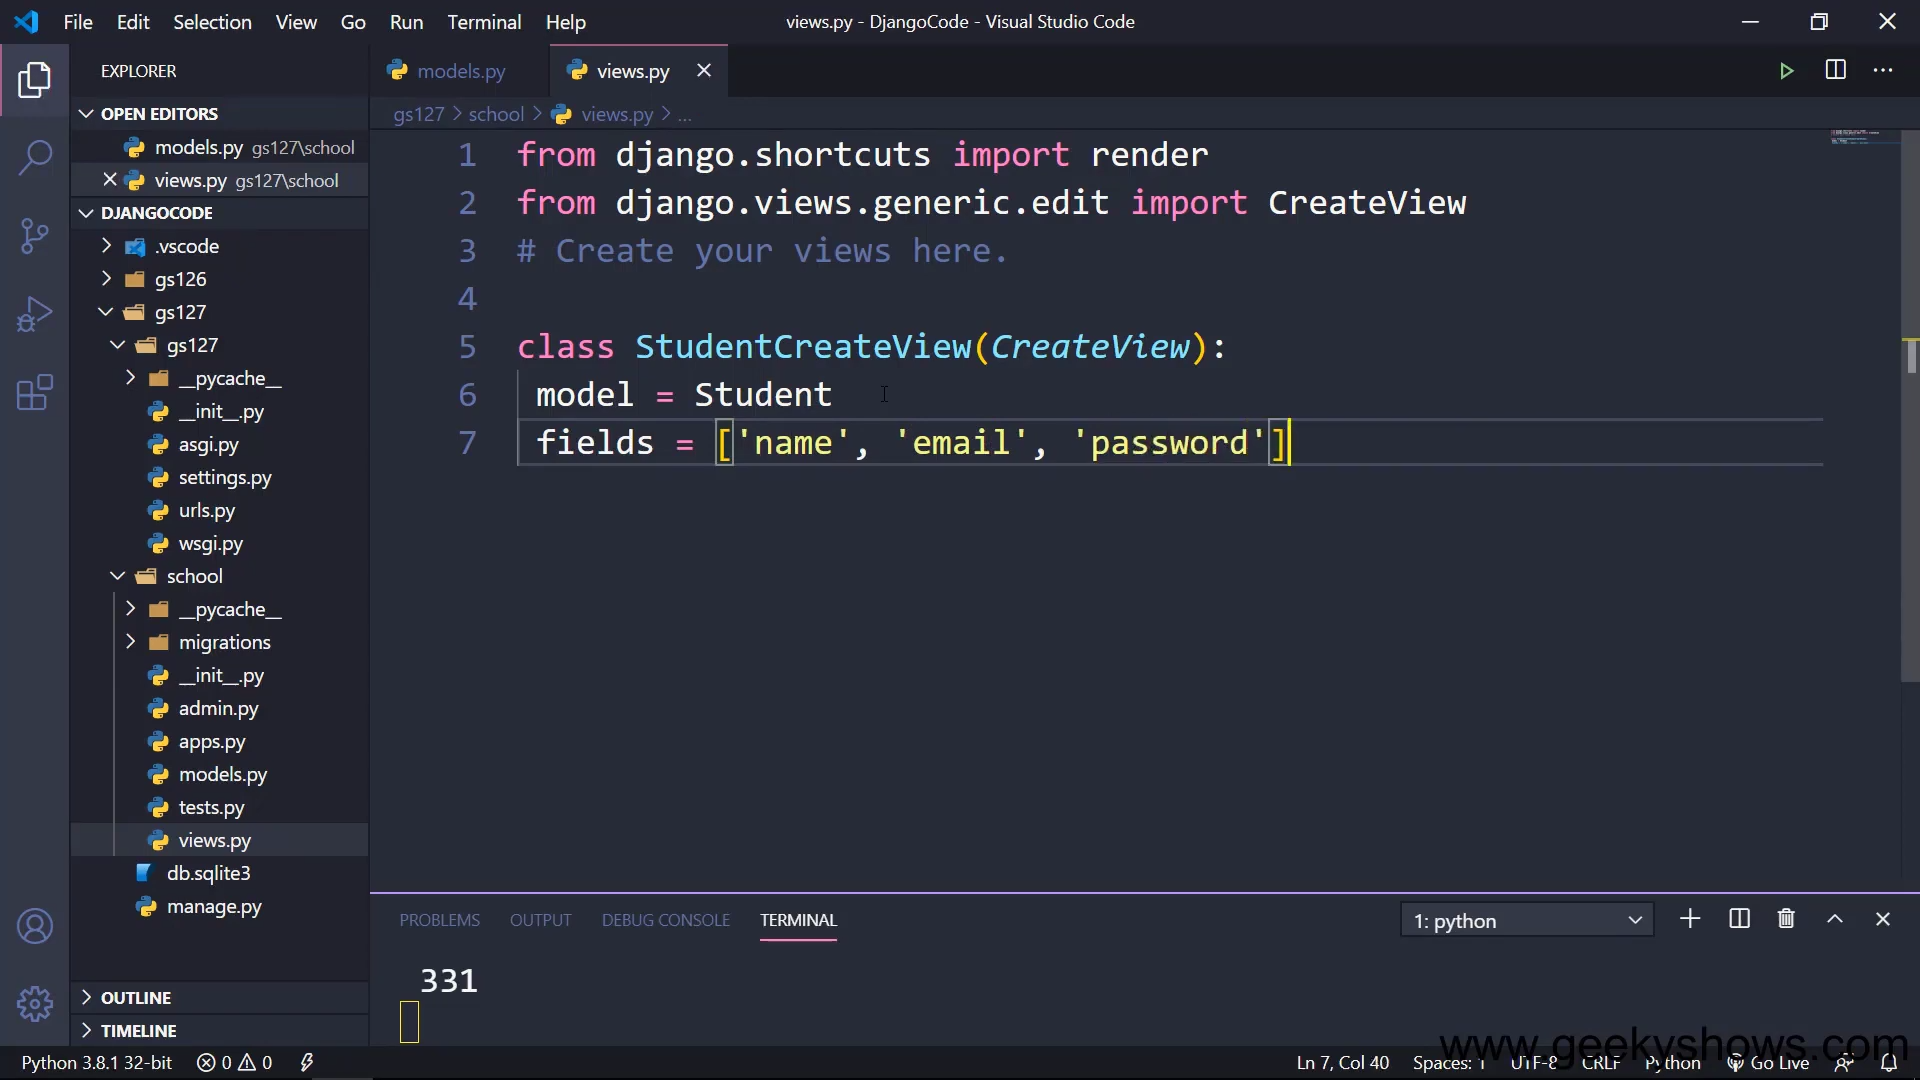 File Edit Selection View Go Run Terminal Help
views.py - DjangoCode - Visual Studio Code
EXPLORER
OPEN EDITORS
models.py gs127\school
views.py gs127\school
DJANGOCODE
.vscode
gs126
gs127
gs127
__pycache__
__init__.py
asgi.py
settings.py
urls.py
wsgi.py
school
__pycache__
migrations
__init__.py
admin.py
apps.py
models.py
tests.py
views.py
db.sqlite3
manage.py
OUTLINE
TIMELINE
models.py
views.py
gs127 > school > views.py > ...
1 from django.shortcuts import render
2 from django.views.generic.edit import CreateView
3 # Create your views here.
4
5 class StudentCreateView(CreateView):
6 model = Student
7 fields = ['name', 'email', 'password']
PROBLEMS OUTPUT DEBUG CONSOLE TERMINAL
1: python
331
www.geekyshows.com
Python 3.8.1 32-bit 0 0
Ln 7, Col 40 Spaces: 1 UTF-8 CRLF Python Go Live